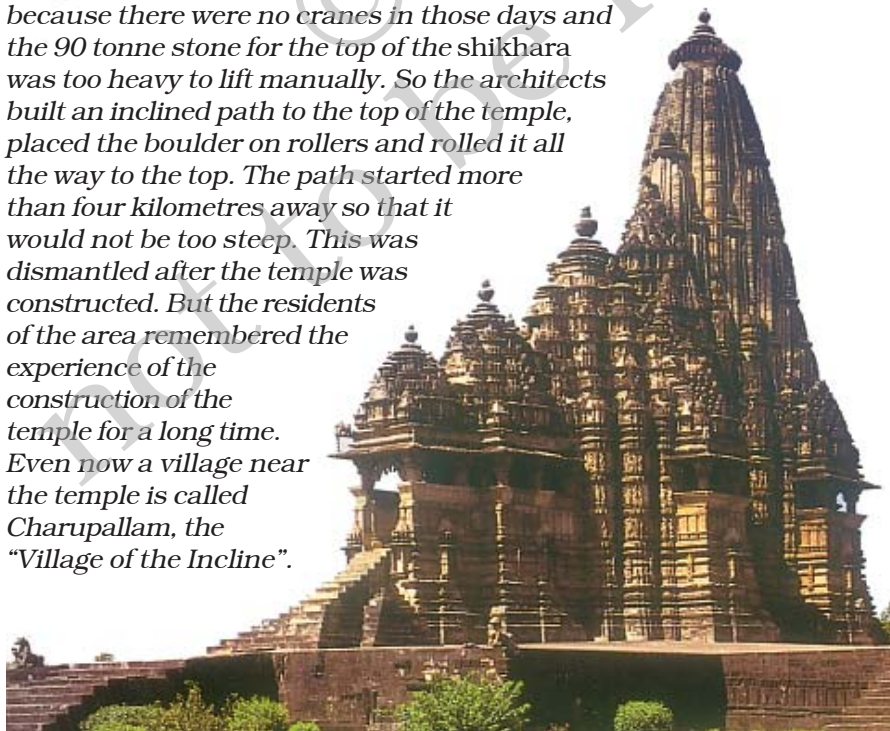 because there were no cranes in those days and
the 90 tonne stone for the top of the shikhara
was too heavy to lift manually. So the architects
built an inclined path to the top of the temple,
placed the boulder on rollers and rolled it all
the way to the top. The path started more
than four kilometres away so that it
would not be too steep. This was
dismantled after the temple was
constructed. But the residents
of the area remembered the
experience of the
construction of the
temple for a long time.
Even now a village near
the temple is called
Charupallam, the
“Village of the Incline”.
©
not to be